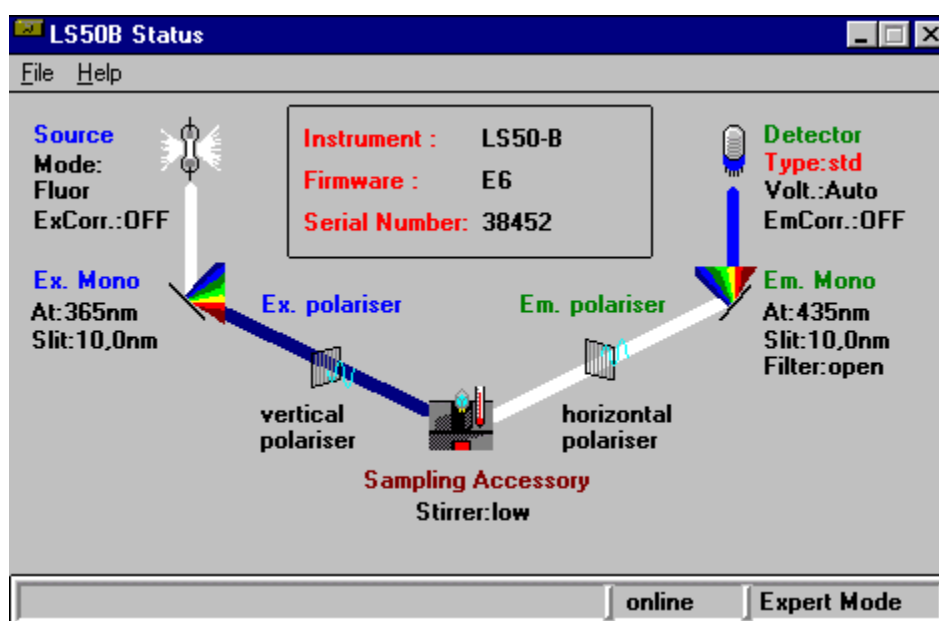 LS50B Status
File Help
Source
Mode:
Fluor
ExCorr.:OFF
Instrument : LS50-B
Firmware : E6
Serial Number: 38452
Detector
Type:std
Volt.:Auto
EmCorr.:OFF
Ex. Mono
At:365nm
Slit:10,0nm
Ex. polariser
Em. polariser
Em. Mono
At:435nm
Slit:10,0nm
Filter:open
vertical
polariser
horizontal
polariser
Sampling Accessory
Stirrer:low
online
Expert Mode